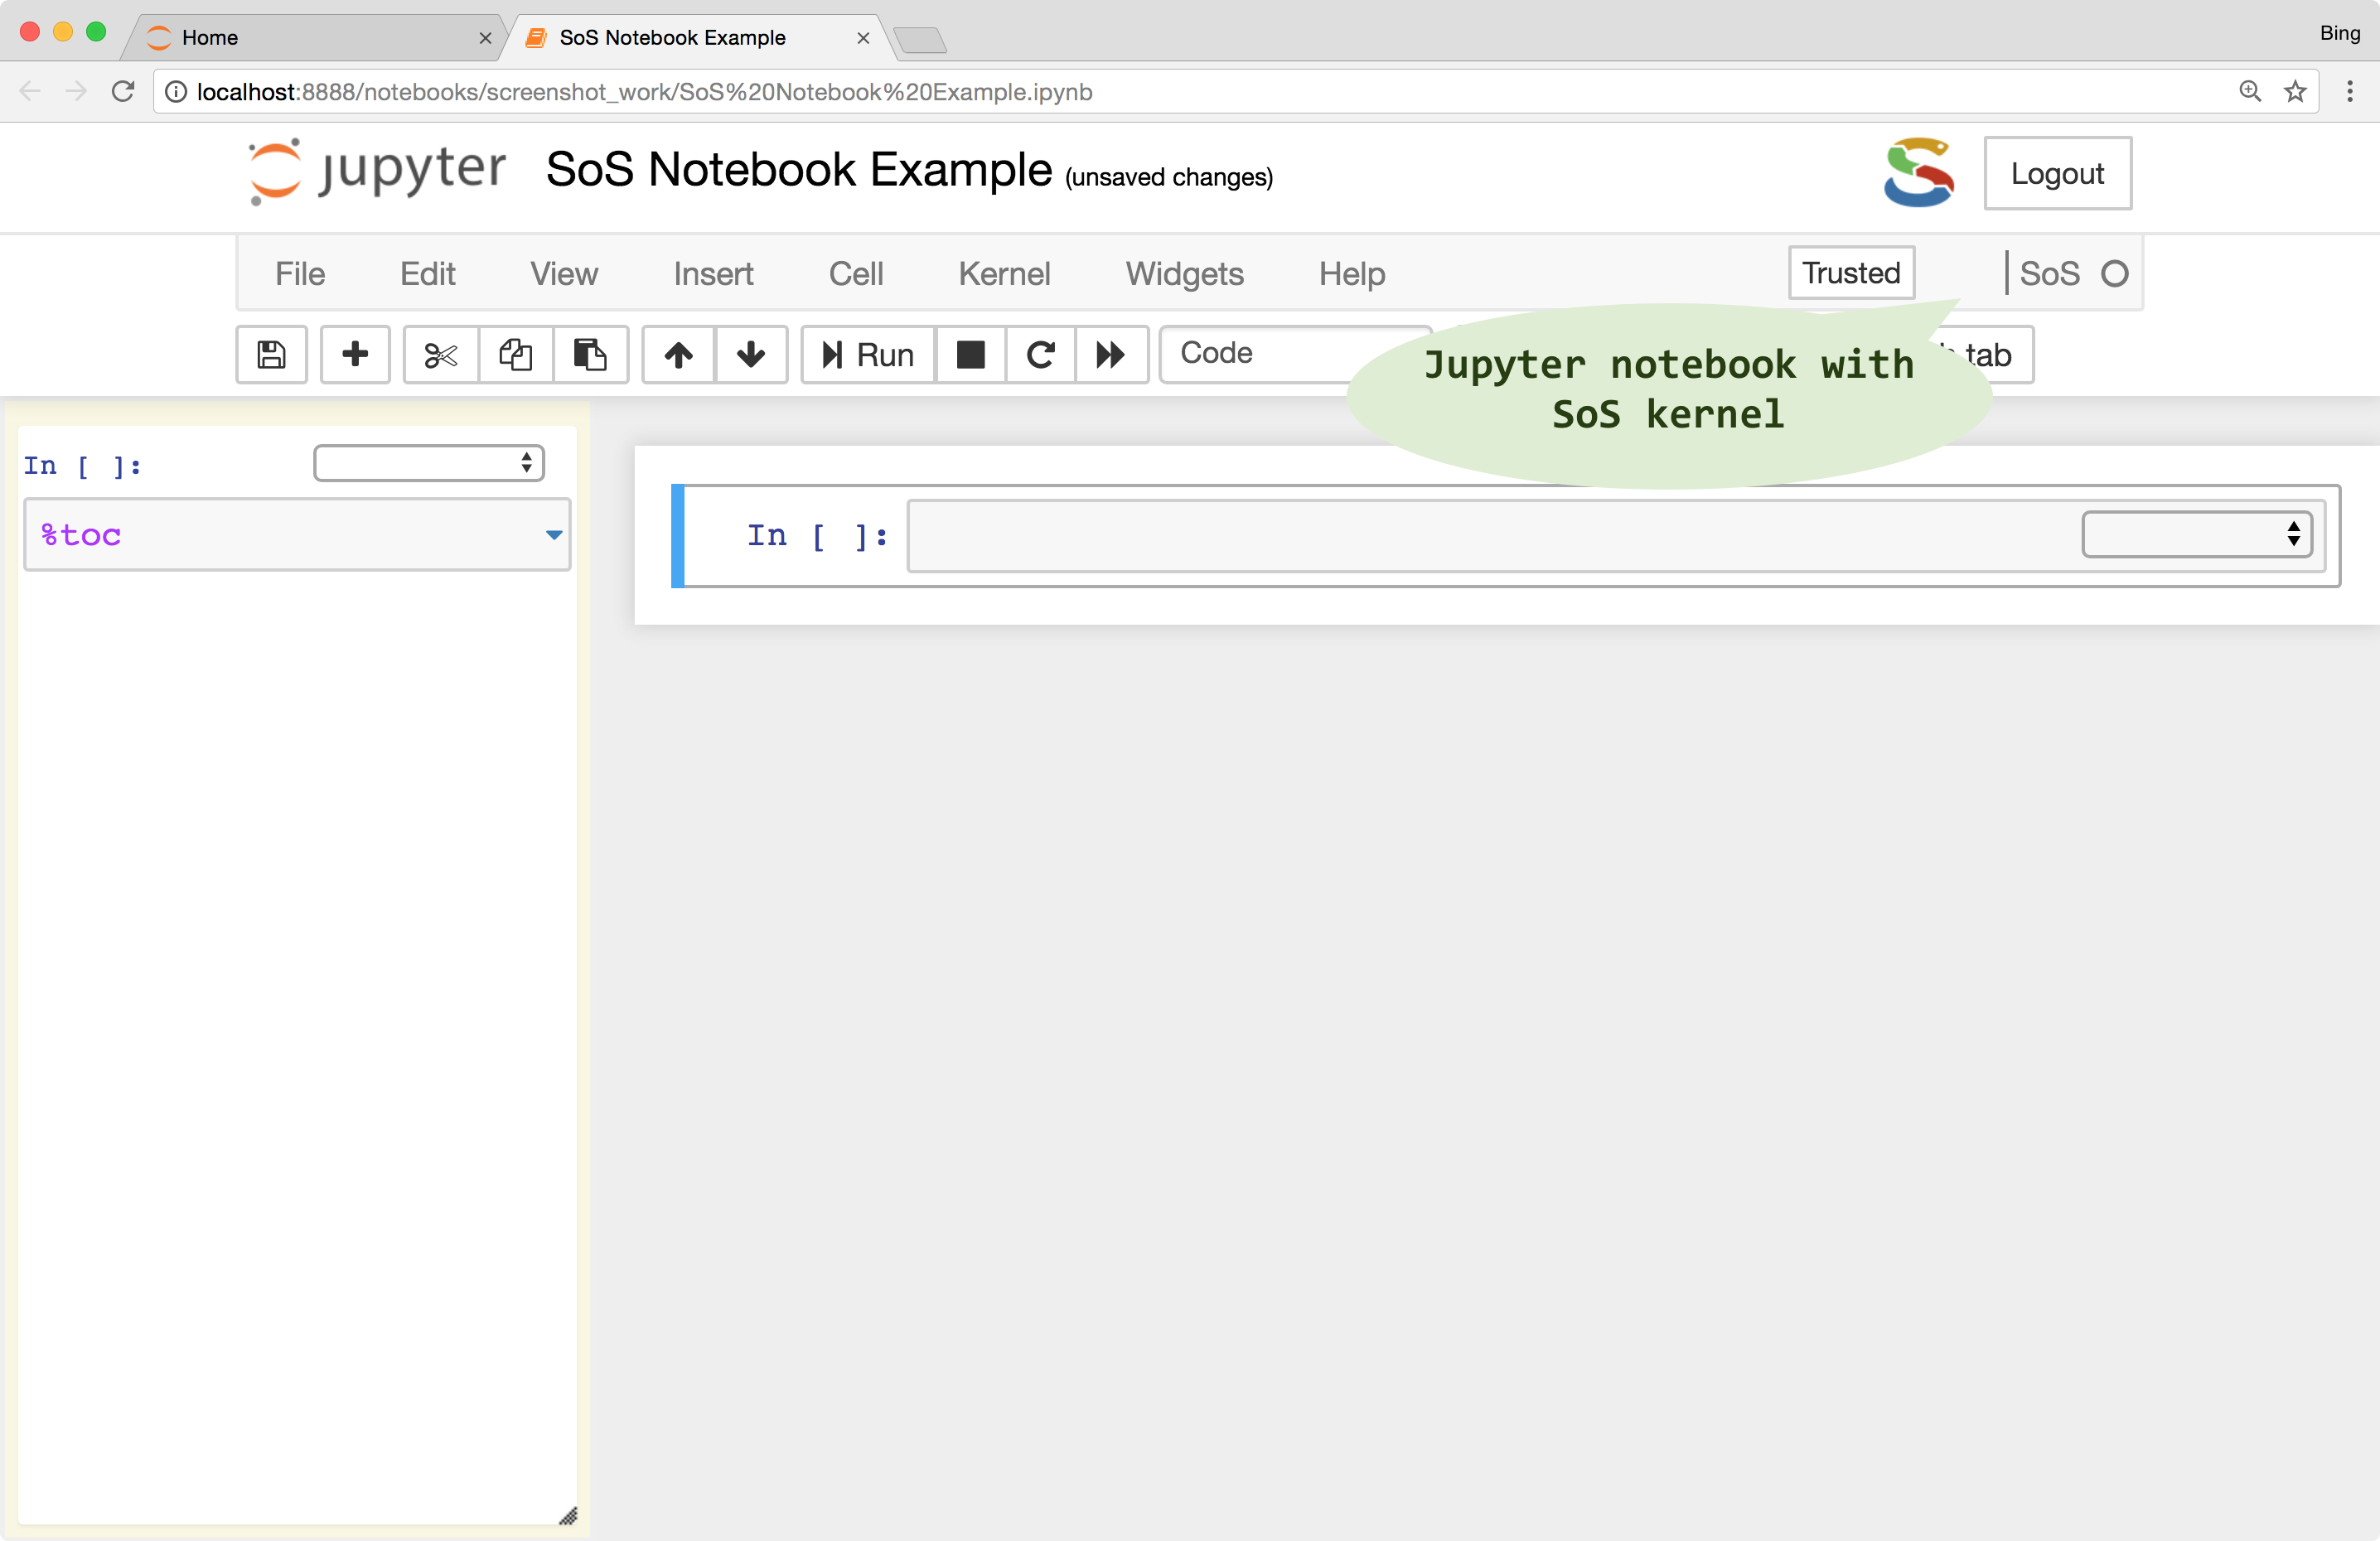 Home
SoS Notebook Example
Bing
localhost:8888/notebooks/screenshot_work/SoS%20Notebook%20Example.ipynb
jupyter SoS Notebook Example (unsaved changes)
Logout
File Edit View Insert Cell Kernel Widgets Help Trusted SoS
Run Code tab
Jupyter notebook with
SoS kernel
In [ ]:
%toc
In [ ]: